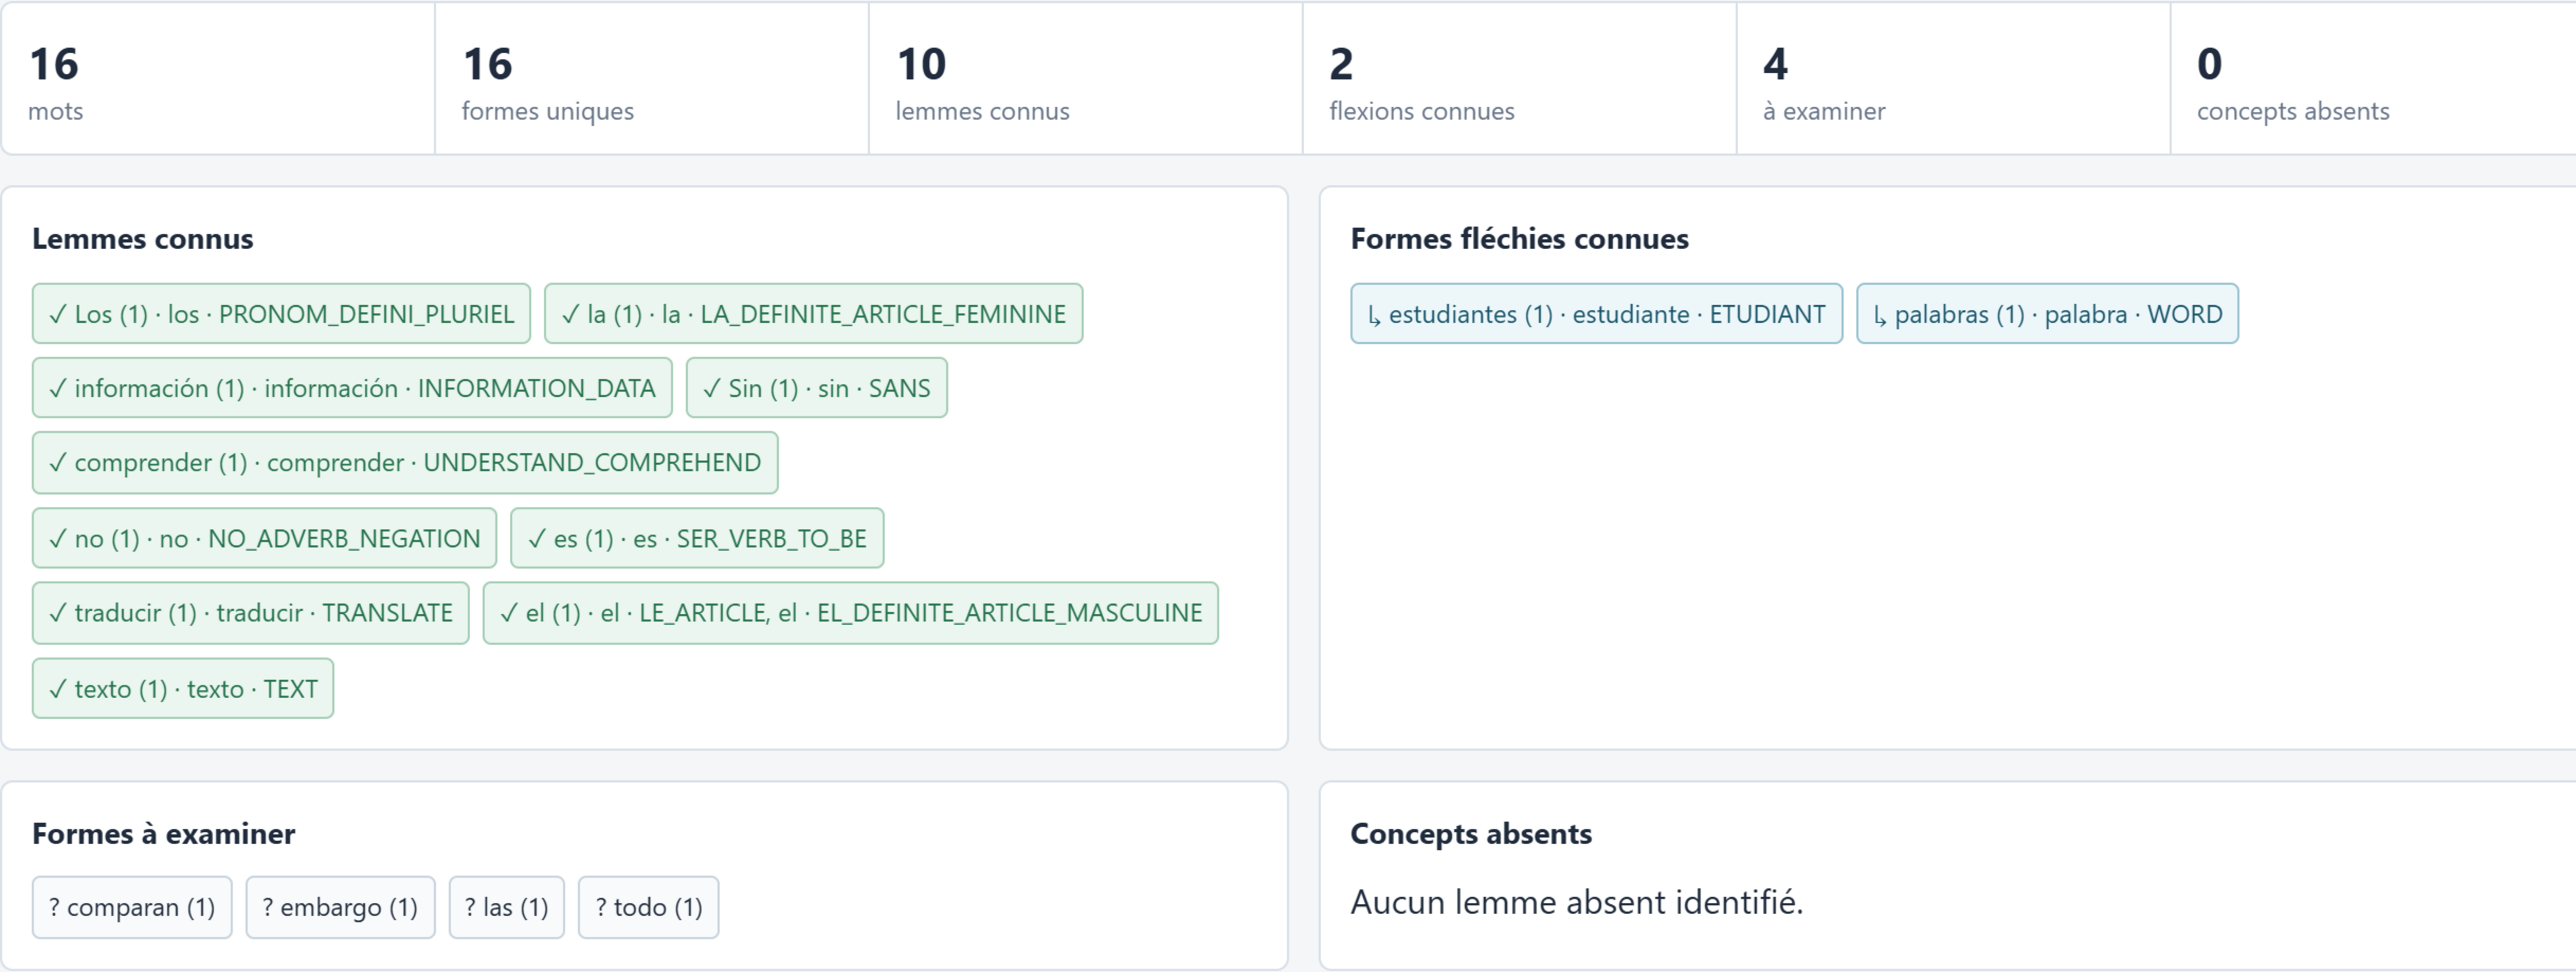 16
mots
16
formes uniques
10
lemmes connus
2
flexions connues
4
à examiner
0
concepts absents
Lemmes connus
✓ Los (1) · los · PRONOM_DEFINI_PLURIEL
✓ la (1) · la · LA_DEFINITE_ARTICLE_FEMININE
✓ información (1) · información · INFORMATION_DATA
✓ Sin (1) · sin · SANS
✓ comprender (1) · comprender · UNDERSTAND_COMPREHEND
✓ no (1) · no · NO_ADVERB_NEGATION
✓ es (1) · es · SER_VERB_TO_BE
✓ traducir (1) · traducir · TRANSLATE
✓ el (1) · el · LE_ARTICLE, el · EL_DEFINITE_ARTICLE_MASCULINE
✓ texto (1) · texto · TEXT
Formes fléchies connues
↳ estudiantes (1) · estudiante · ETUDIANT
↳ palabras (1) · palabra · WORD
Formes à examiner
? comparan (1)
? embargo (1)
? las (1)
? todo (1)
Concepts absents
Aucun lemme absent identifié.